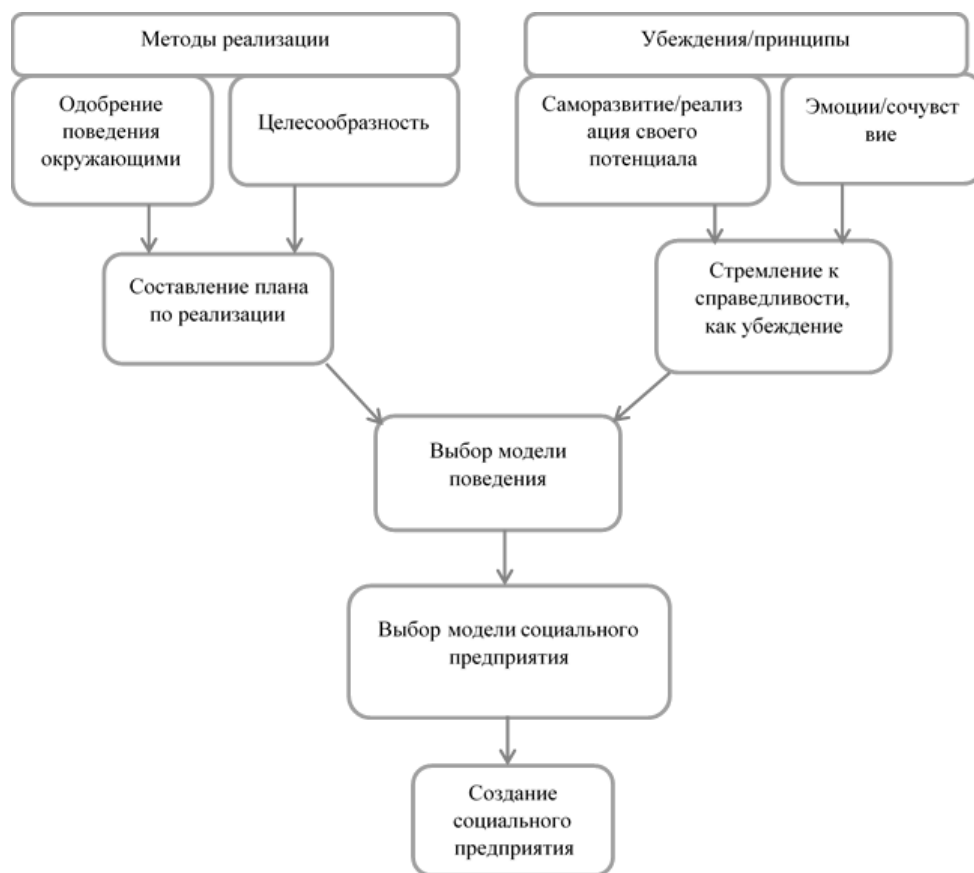 Методы реализации
Убеждения/принципы
Одобрение
поведения
окружающими
Целесообразность
Саморазвитие/реализ
ация своего
потенциала
Эмоции/сочувст
вие
Составление плана
по реализации
Стремление к
справедливости,
как убеждение
Выбор модели
поведения
Выбор модели социального
предприятия
Создание
социального
предприятия